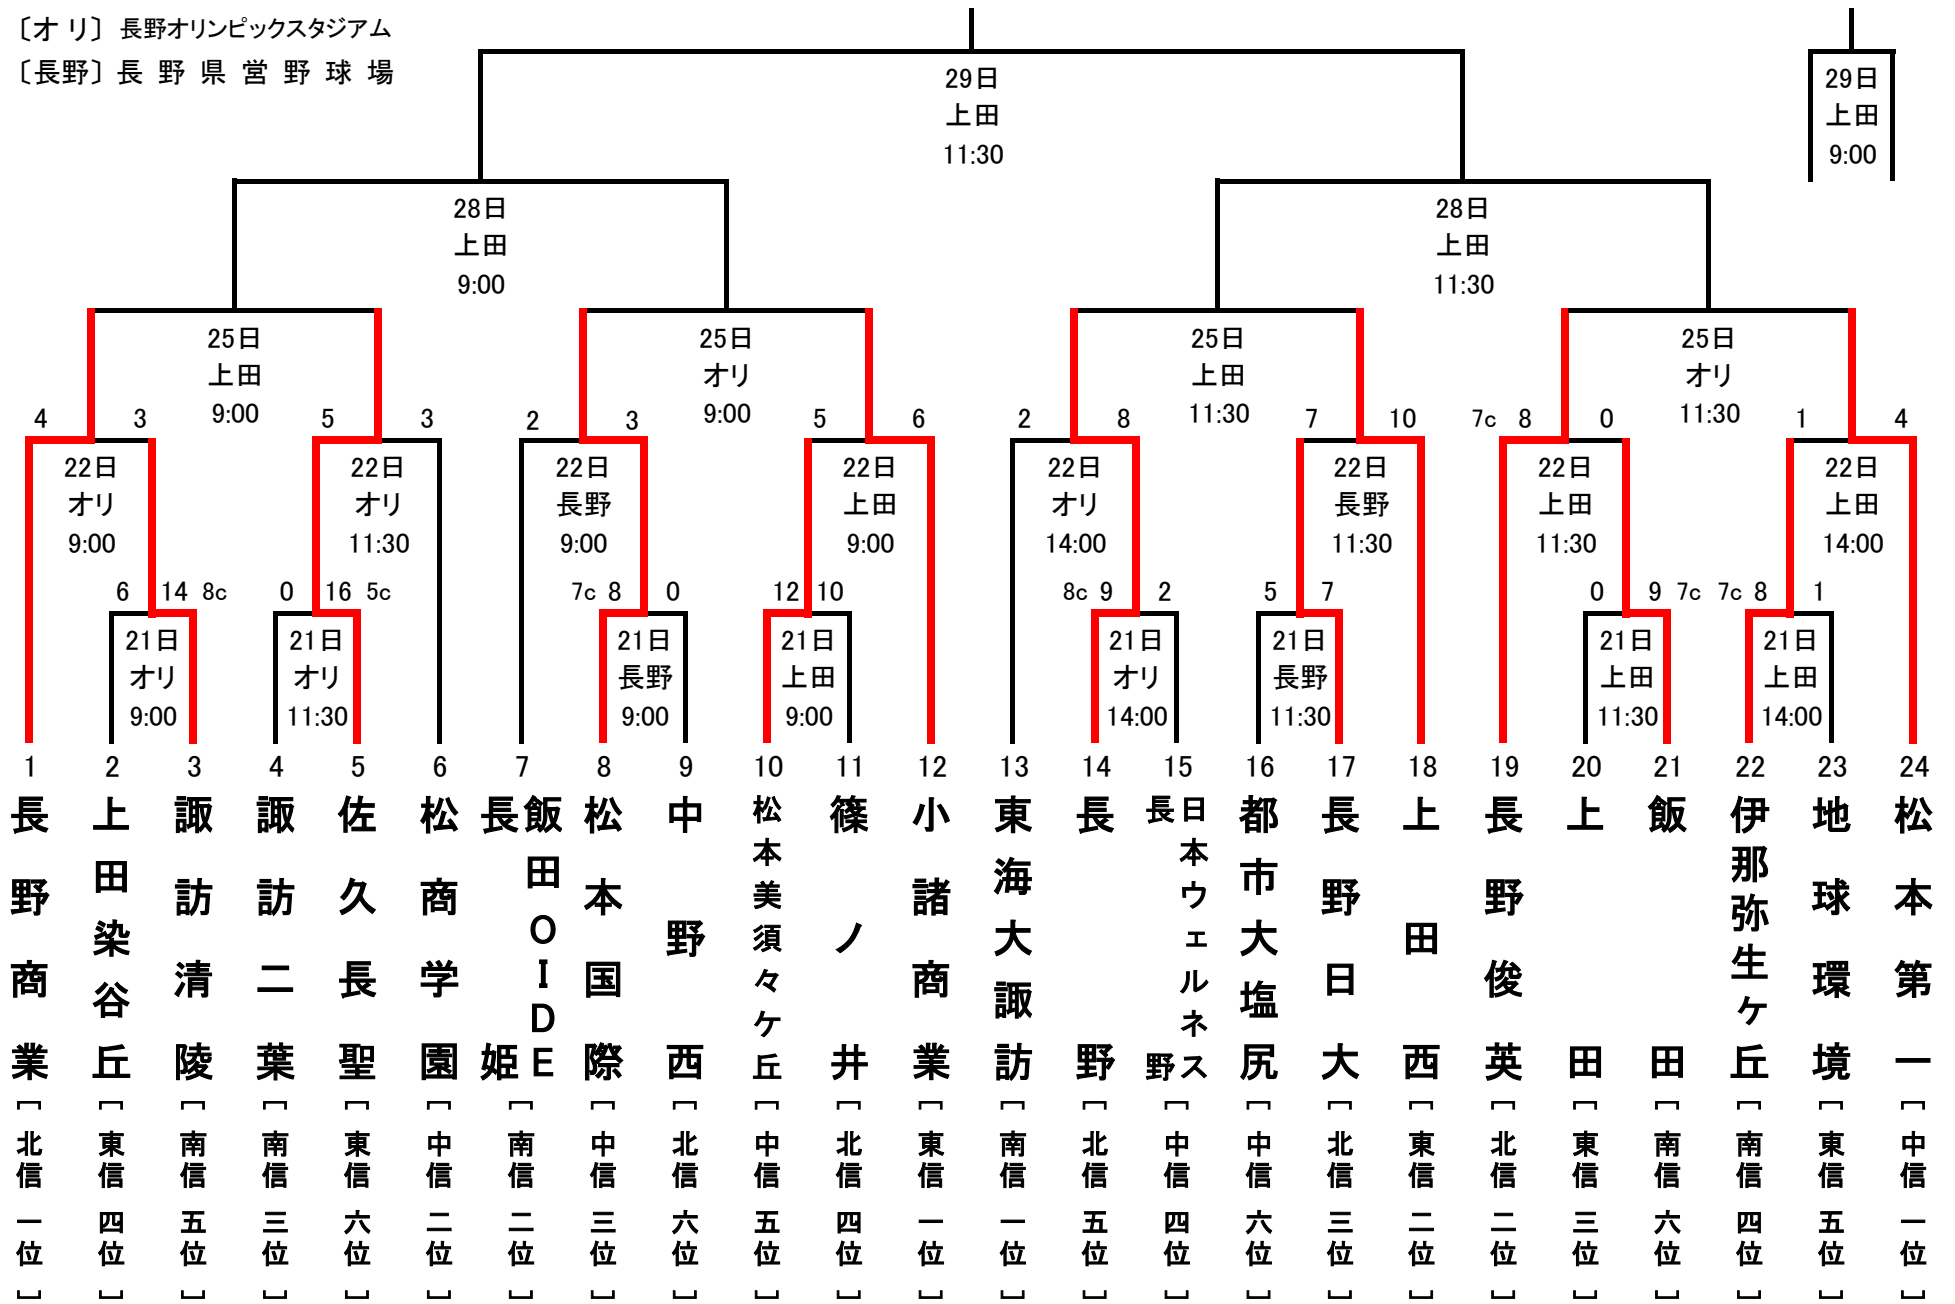 〔オリ〕 長野オリンピックスタジアム
〔長野〕 長野県営野球場
29日
上田
11:30
29日
上田
9:00
28日
上田
9:00
28日
上田
11:30
25日
上田
9:00
25日
オリ
9:00
25日
上田
11:30
25日
オリ
11:30
4 3 5 3 2 3 5 6 2 8 7 10 7c 8 0 1 4
22日
オリ
9:00
22日
オリ
11:30
22日
長野
9:00
22日
上田
9:00
22日
オリ
14:00
22日
長野
11:30
22日
上田
11:30
22日
上田
14:00
6 14 8c 0 16 5c 7c 8 0 12 10 8c 9 2 5 7 0 9 7c 7c 8 1
21日
オリ
9:00
21日
オリ
11:30
21日
長野
9:00
21日
上田
9:00
21日
オリ
14:00
21日
長野
11:30
21日
上田
11:30
21日
上田
14:00
1 2 3 4 5 6 7 8 9 10 11 12 13 14 15 16 17 18 19 20 21 22 23 24
長野商業
[北信一位]
上田染谷丘
[東信四位]
諏訪清陵
[南信五位]
諏訪二葉
[南信三位]
佐久長聖
[東信六位]
松商学園
[中信二位]
飯田OIDE
長姫
[南信二位]
松本国際
[中信三位]
中野西
[北信六位]
松本美須々ケ丘
[中信五位]
篠ノ井
[北信四位]
小諸商業
[東信一位]
東海大諏訪
[南信一位]
長野
[北信五位]
日本ウェルネス
長野
[中信四位]
都市大塩尻
[中信六位]
長野日大
[北信三位]
上田西
[東信二位]
長野俊英
[北信二位]
上田
[東信三位]
飯田
[南信六位]
伊那弥生ケ丘
[南信四位]
地球環境
[東信五位]
松本第一
[中信一位]